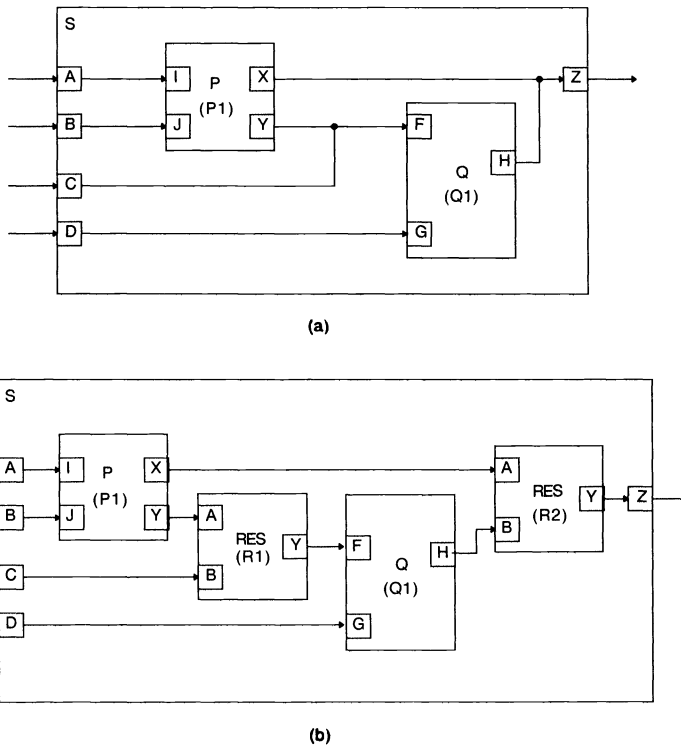 S
A I P X Z
(P1)
B J Y F
C H
Q
(Q1)
D G
(a)
S
A I P X A
(P1) RES Y Z
(R2)
B J Y A B
RES Y F H
(R1) Q
(Q1)
C B
D G
(b)